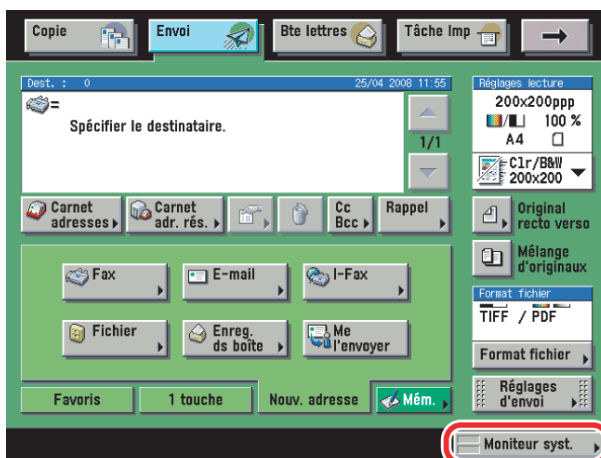 Copie
Envoi
Bte lettres
Tâche Imp
Dest. : 0
25/04 2008 11:55
=
Spécifier le destinataire.
1/1
Carnet
adresses
Carnet
adr. rés.
Cc
Bcc
Rappel
Fax
E-mail
I-Fax
Fichier
Enreg.
ds boîte
Me
l'envoyer
Favoris
1 touche
Nouv. adresse
Mém.
Réglages lecture
200x200ppp
100 %
A4
Clr/B&W
200x200
Original
recto verso
Mélange
d'originaux
Format fichier
TIFF / PDF
Format fichier
Réglages
d'envoi
Moniteur syst.